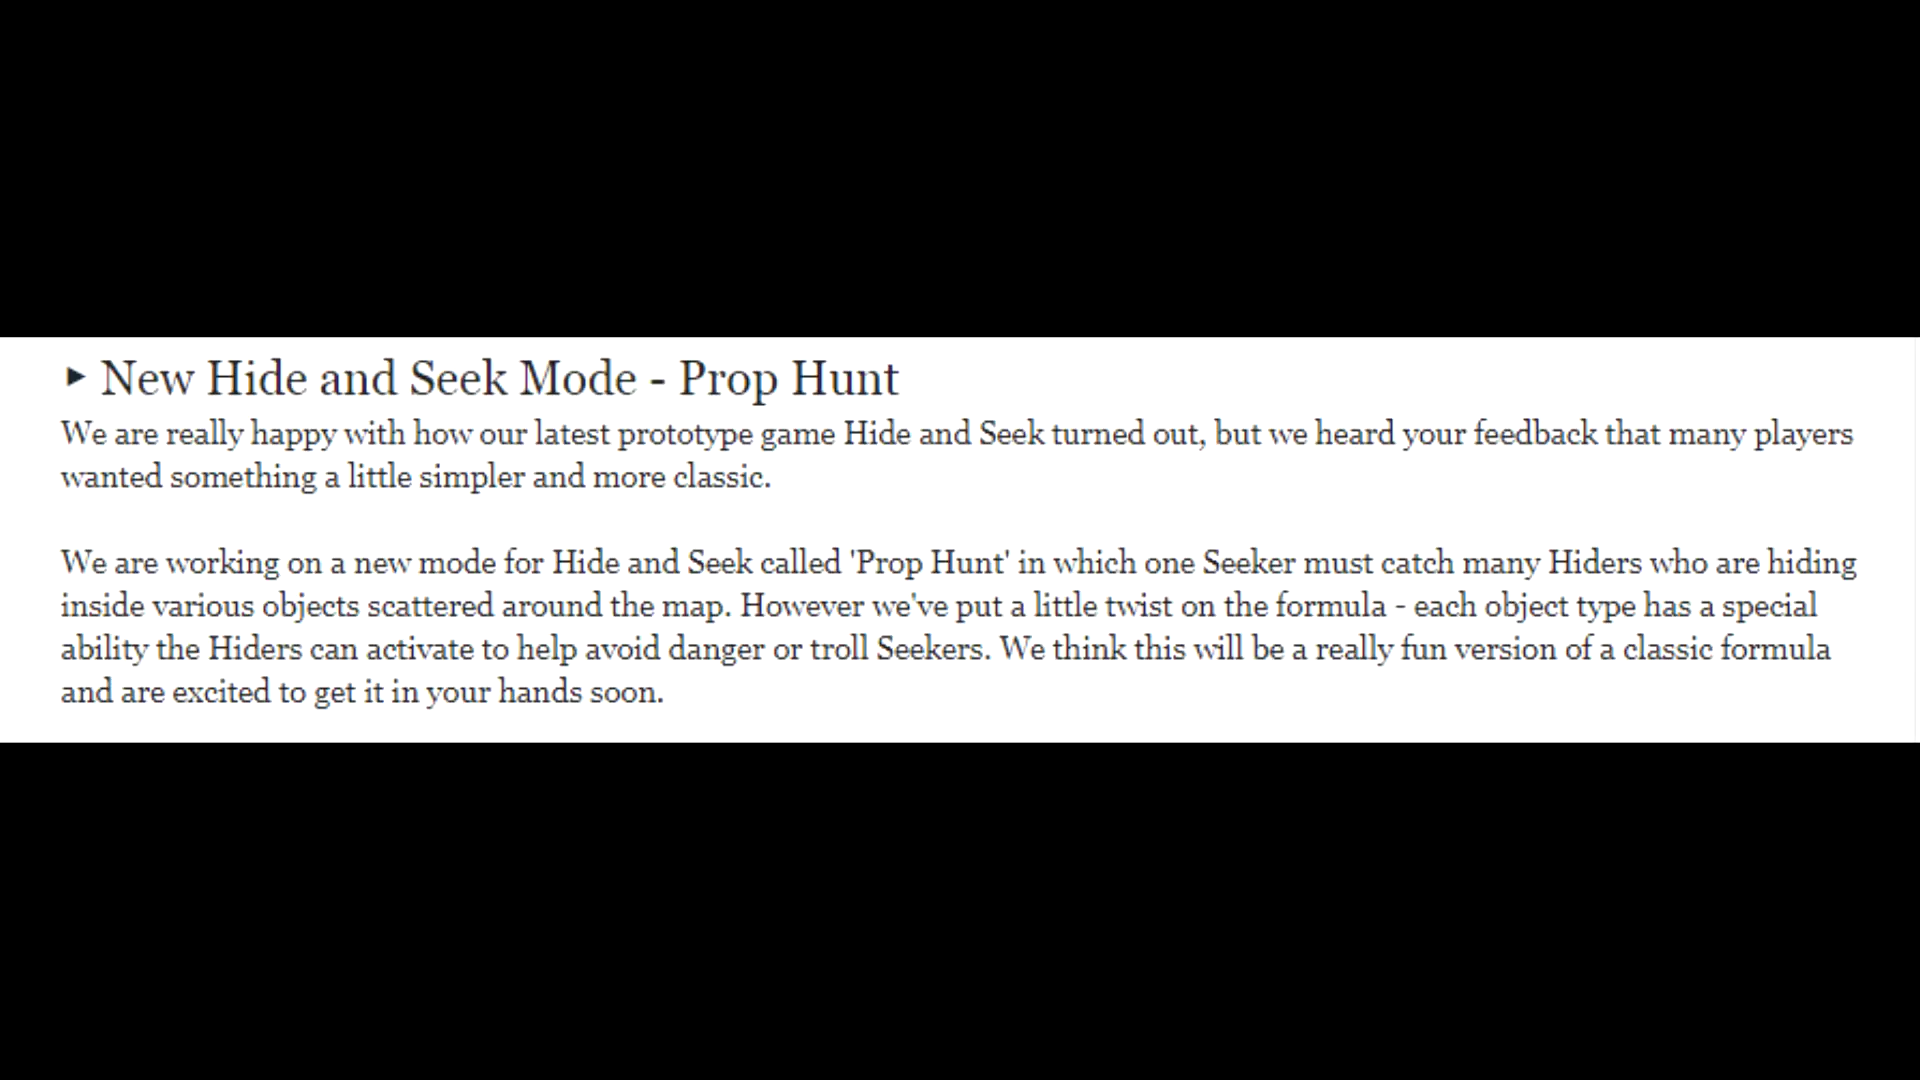 ▸ New Hide and Seek Mode - Prop Hunt
We are really happy with how our latest prototype game Hide and Seek turned out, but we heard your feedback that many players
wanted something a little simpler and more classic.
We are working on a new mode for Hide and Seek called 'Prop Hunt' in which one Seeker must catch many Hiders who are hiding
inside various objects scattered around the map. However we've put a little twist on the formula - each object type has a special
ability the Hiders can activate to help avoid danger or troll Seekers. We think this will be a really fun version of a classic formula
and are excited to get it in your hands soon.